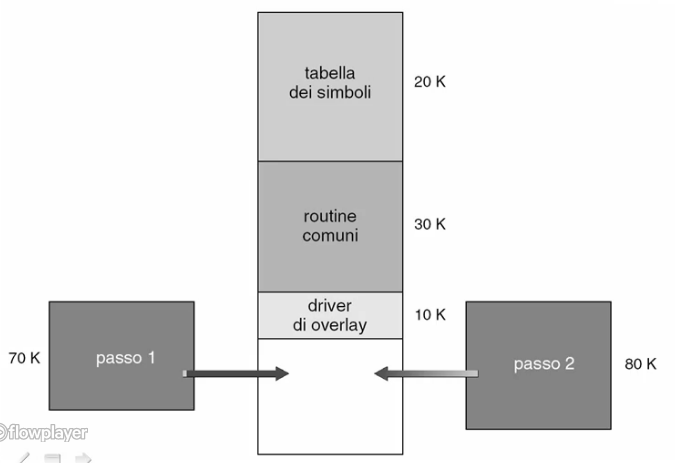 tabella
dei simboli
20 K
routine
comuni
30 K
driver
di overlay
10 K
70 K
passo 1
passo 2
80 K
flowplayer